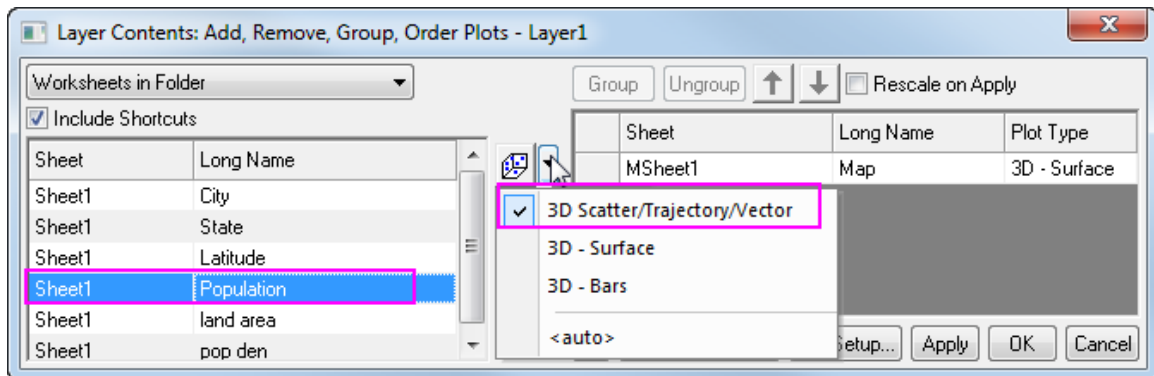 Layer Contents: Add, Remove, Group, Order Plots - Layer1
Worksheets in Folder
Group Ungroup Rescale on Apply
Include Shortcuts
Sheet Long Name Plot Type
Sheet Long Name
MSheet1 Map 3D - Surface
Sheet1 City
3D Scatter/Trajectory/Vector
Sheet1 State
3D - Surface
Sheet1 Latitude
3D - Bars
Sheet1 Population
Sheet1 land area
<auto>
Sheet1 pop den
Apply OK Cancel